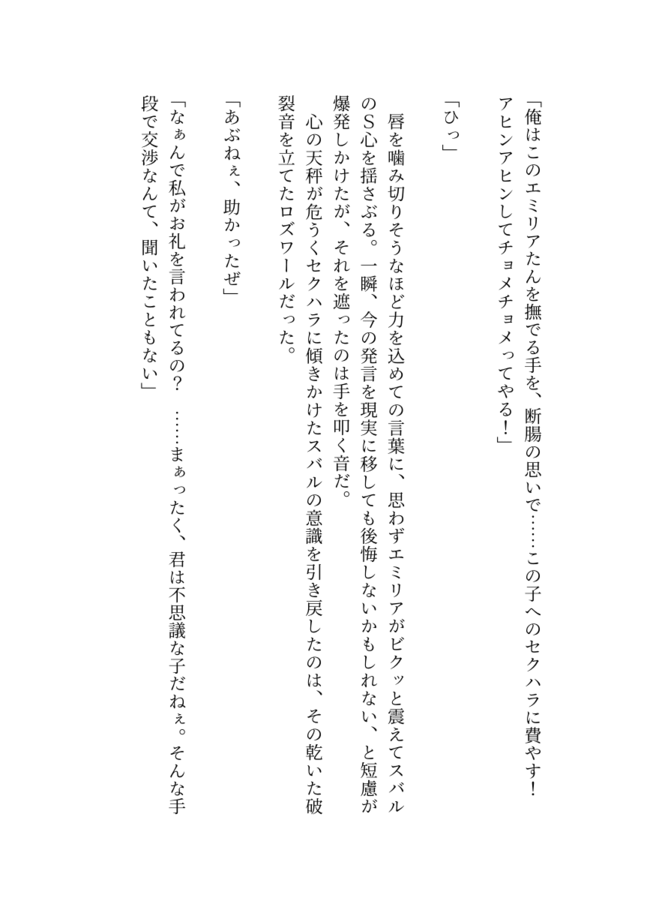 「俺はこのエミリアたんを撫でる手を、断腸の思いで……この子へのセクハラに費やす！
アヒンアヒンしてチョメチョメってやる！」
「ひっ」
　唇を噛み切りそうなほど力を込めての言葉に、思わずエミリアがビクッと震えてスバル
のＳ心を揺さぶる。一瞬、今の発言を現実に移しても後悔しないかもしれない、と短慮が
爆発しかけたが、それを遮ったのは手を叩く音だ。
　心の天秤が危うくセクハラに傾きかけたスバルの意識を引き戻したのは、その乾いた破
裂音を立てたロズワールだった。
「あぶねぇ、助かったぜ」
「なぁんで私がお礼を言われてるの？　……まぁったく、君は不思議な子だねぇ。そんな手
段で交渉なんて、聞いたこともない」